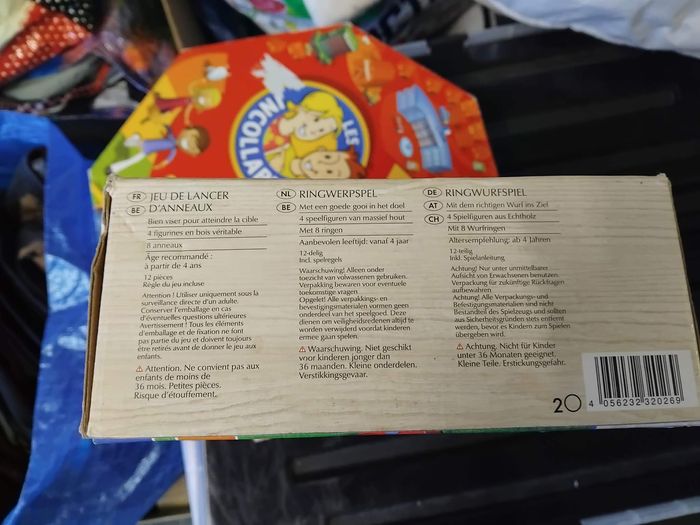 LES
INCOLLA
FR JEU DE LANCER
BE D'ANNEAUX
Bien viser pour atteindre la cible
4 figurines en bois véritable
8 anneaux
Âge recommandé :
à partir de 4 ans
12 pièces
Règle du jeu incluse
Attention ! Utiliser uniquement sous la
surveillance directe d'un adulte.
Conserver l'emballage en cas
d'éventuelles questions ultérieures
Avertissement ! Tous les éléments
d'emballage et de fixation ne font
pas partie du jeu et doivent toujours
être retirés avant de donner le jeu aux
enfants.
⚠ Attention. Ne convient pas aux
enfants de moins de
36 mois. Petites pièces.
Risque d'étouffement.
NL RINGWERPSPEL
BE Met een goede gooi in het doel
4 speelfiguren van massief hout
Met 8 ringen
Aanbevolen leeftijd: vanaf 4 jaar
12-delig
Incl. spelregels
Waarschuwing! Alleen onder
toezicht van volwassenen gebruiken.
Verpakking bewaren voor eventuele
toekomstige vragen
Opgelet! Alle verpakkings- en
bevestigingsmaterialen vormen geen
onderdeel van het speelgoed. Deze
dienen om veiligheidsredenen altijd te
worden verwijderd voordat kinderen
ermee gaan spelen.
⚠ Waarschuwing. Niet geschikt
voor kinderen jonger dan
36 maanden. Kleine onderdelen.
Verstikkingsgevaar.
DE RINGWURFSPIEL
AT Mit dem richtigen Wurf ins Ziel
CH 4 Spielfiguren aus Echtholz
Mit 8 Wurfringen
Altersempfehlung: ab 4 Jahren
12-teilig
Inkl. Spielanleitung
Achtung! Nur unter unmittelbarer
Aufsicht von Erwachsenen benutzen.
Verpackung für zukünftige Rückfragen
aufbewahren
Achtung! Alle Verpackungs- und
Befestigungsmaterialien sind nicht
Bestandteil des Spielzeugs und sollten
aus Sicherheitsgründen stets entfernt
werden, bevor es Kindern zum Spielen
übergeben wird.
⚠ Achtung. Nicht für Kinder
unter 36 Monaten geeignet.
Kleine Teile. Erstickungsgefahr.
2
4 056232 320269